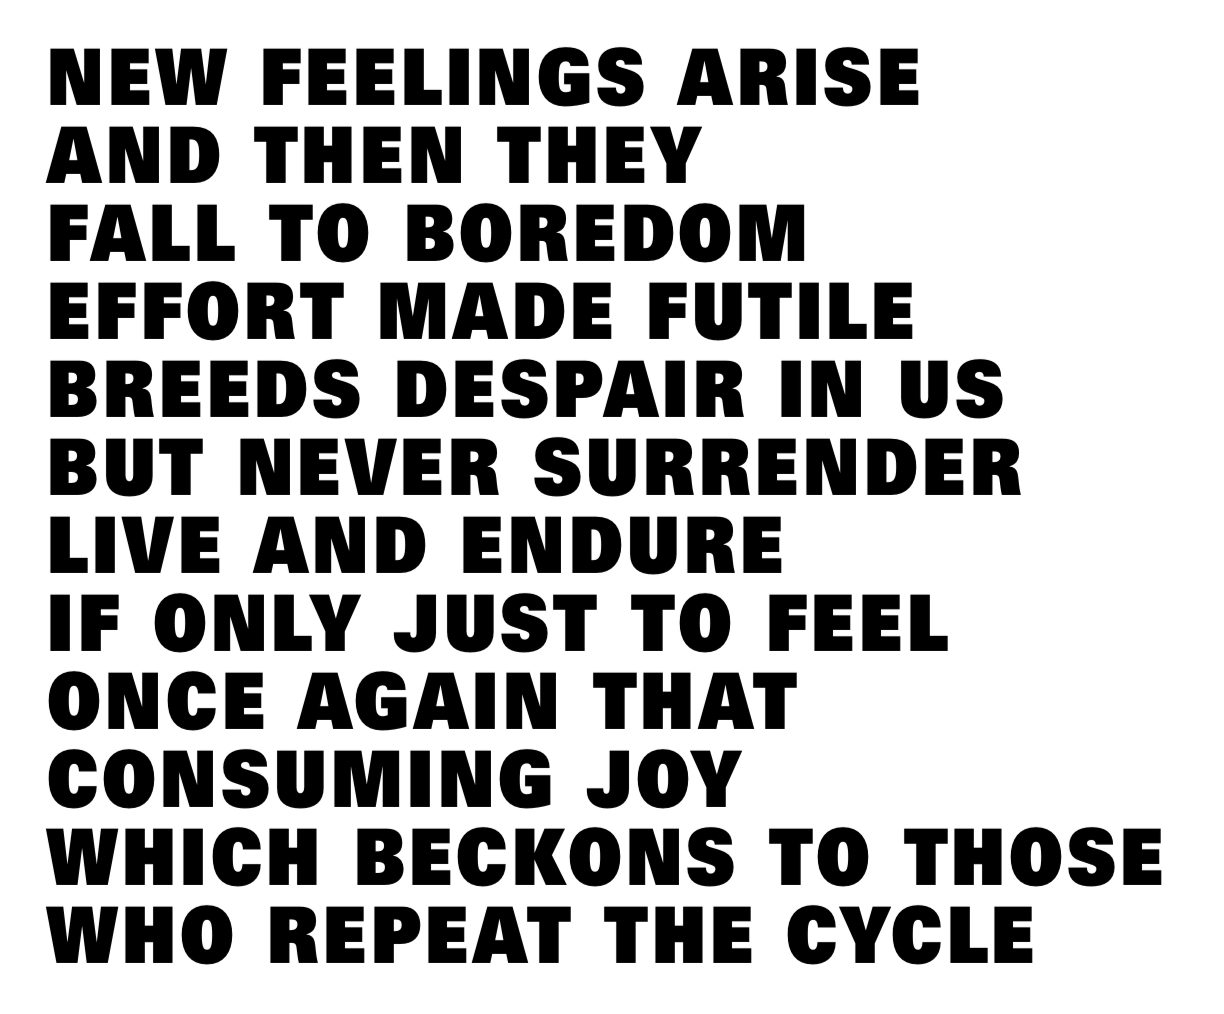 NEW FEELINGS ARISE
AND THEN THEY
FALL TO BOREDOM
EFFORT MADE FUTILE
BREEDS DESPAIR IN US
BUT NEVER SURRENDER
LIVE AND ENDURE
IF ONLY JUST TO FEEL
ONCE AGAIN THAT
CONSUMING JOY
WHICH BECKONS TO THOSE
WHO REPEAT THE CYCLE